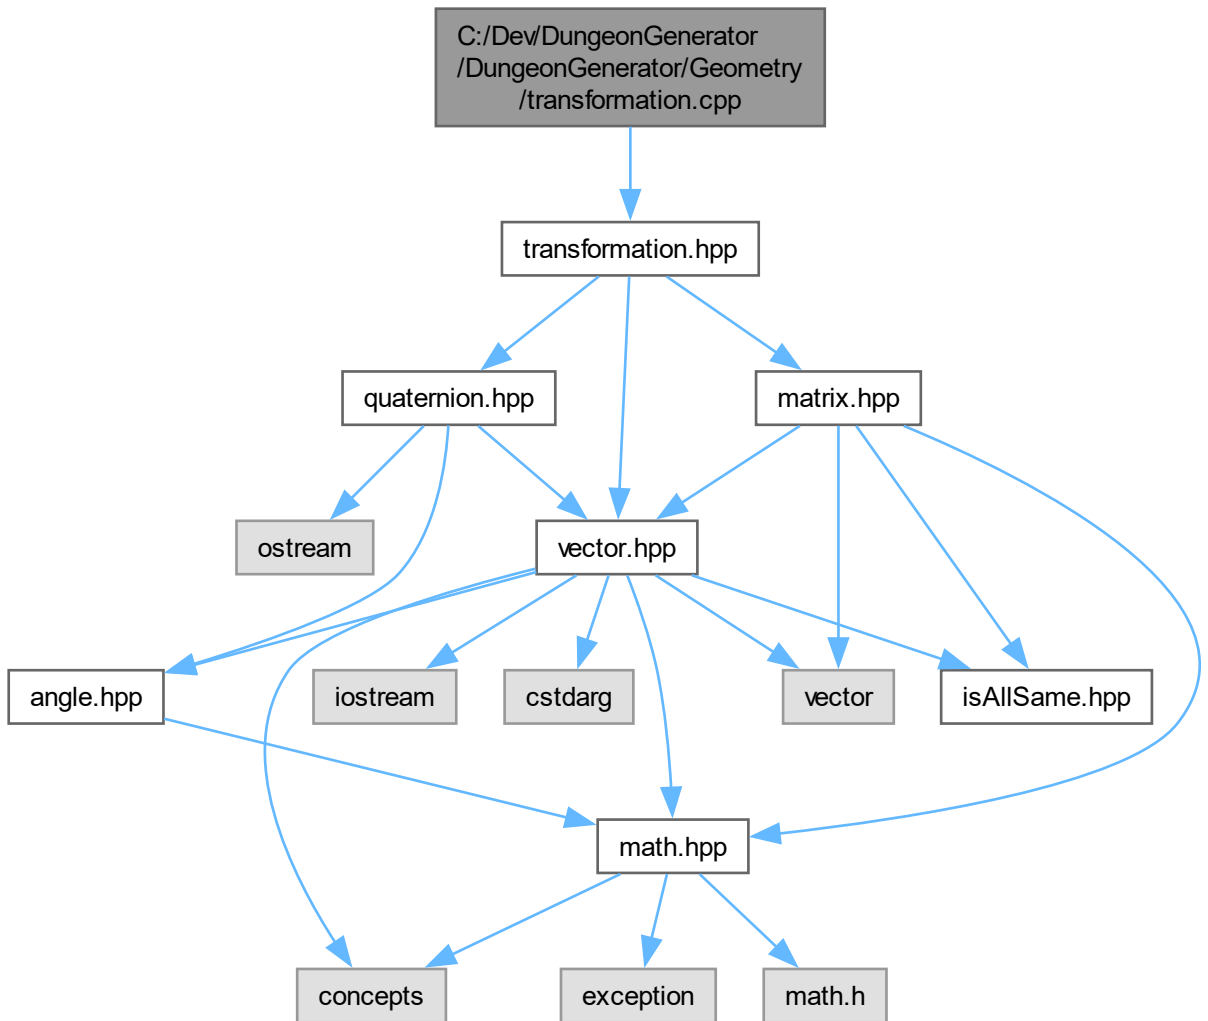 C:/Dev/DungeonGenerator
/DungeonGenerator/Geometry
/transformation.cpp
transformation.hpp
quaternion.hpp
matrix.hpp
ostream
vector.hpp
angle.hpp
iostream
cstdarg
vector
isAllSame.hpp
math.hpp
concepts
exception
math.h